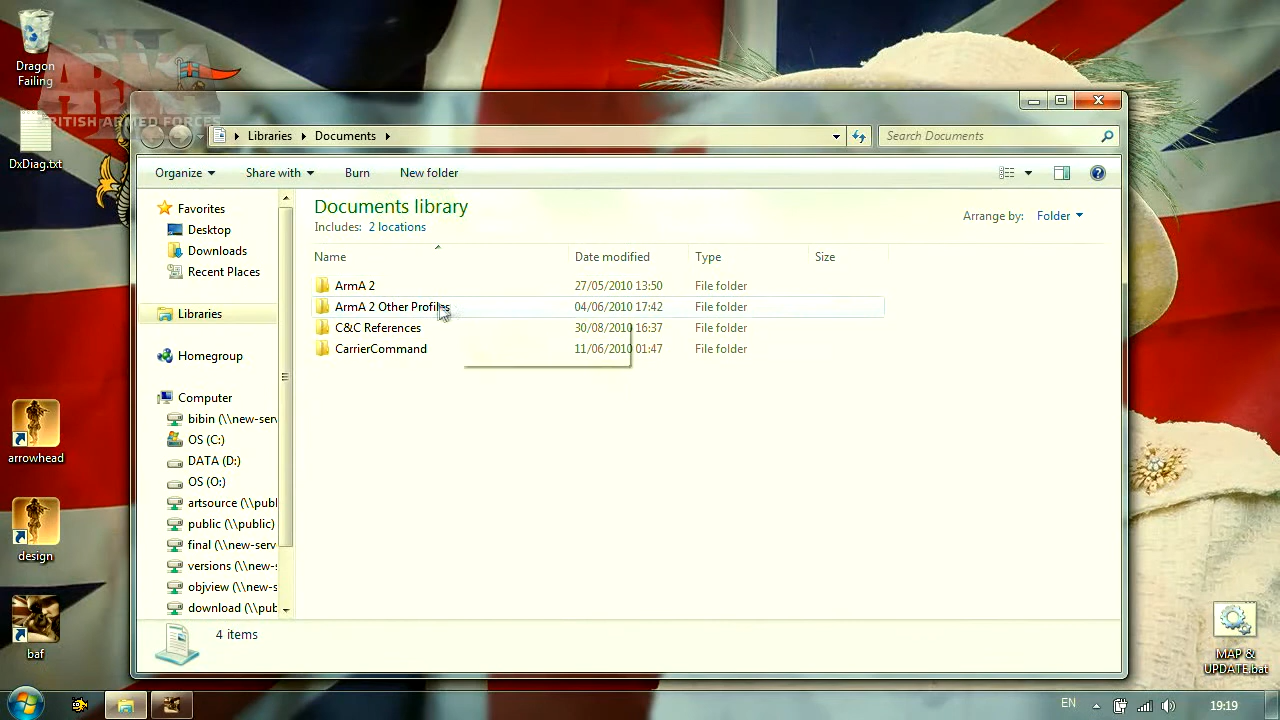 Dragon
Failing
BRITISH ARMED FORCES
DxDiag.txt
Libraries
Documents
Search Documents
Organize
Share with
Burn
New folder
Favorites
Desktop
Downloads
Recent Places
Libraries
Homegroup
Computer
bibin (\\new-serv
OS (C:)
DATA (D:)
OS (O:)
artsource (\\publ
public (\\public)
final (\\new-serv
versions (\\new-s
objview (\\new-s
download (\\pub
Documents library
Includes: 2 locations
Arrange by: Folder
Name Date modified Type Size
ArmA 2 27/05/2010 13:50 File folder
ArmA 2 Other Profiles 04/06/2010 17:42 File folder
C&C References 30/08/2010 16:37 File folder
CarrierCommand 11/06/2010 01:47 File folder
4 items
arrowhead
design
baf
MAP &
UPDATE.bat
EN
19:19